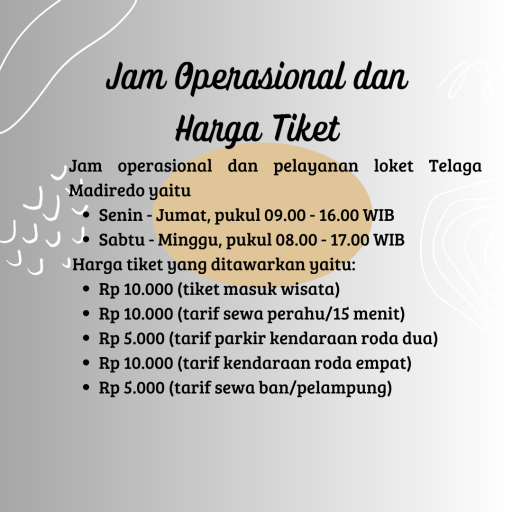 Jam Operasional dan
Harga Tiket
Jam operasional dan pelayanan loket Telaga
Madiredo yaitu
• Senin - Jumat, pukul 09.00 - 16.00 WIB
• Sabtu - Minggu, pukul 08.00 - 17.00 WIB
Harga tiket yang ditawarkan yaitu:
• Rp 10.000 (tiket masuk wisata)
• Rp 10.000 (tarif sewa perahu/15 menit)
• Rp 5.000 (tarif parkir kendaraan roda dua)
• Rp 10.000 (tarif kendaraan roda empat)
• Rp 5.000 (tarif sewa ban/pelampung)